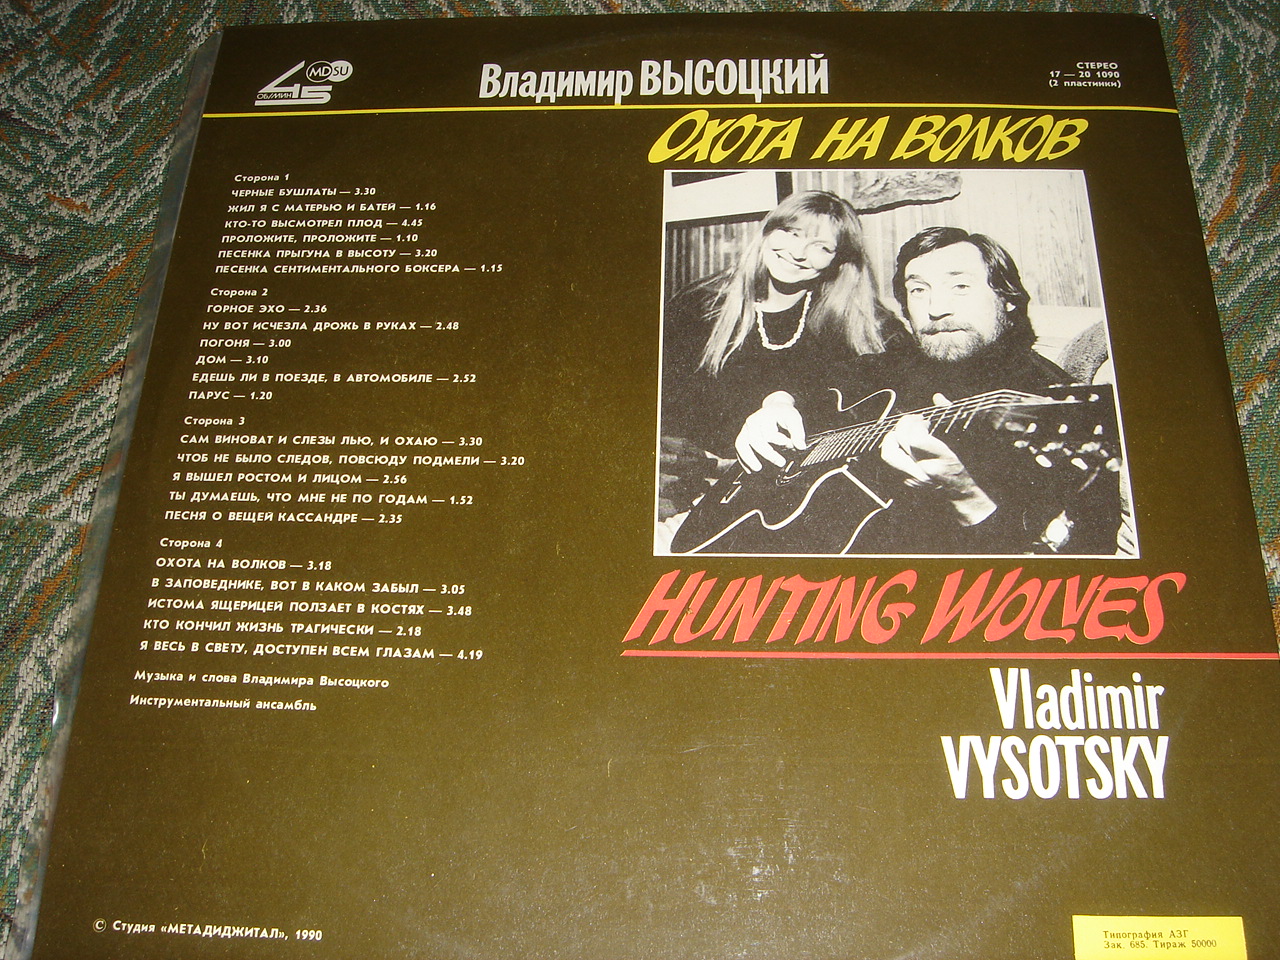 45
MDSU
ОБ/МИН
Владимир ВЫСОЦКИЙ
СТЕРЕО
17 — 20 1090
(2 пластинки)
ОХОТА НА ВОЛКОВ
Сторона 1
ЧЕРНЫЕ БУШЛАТЫ — 3.30
ЖИЛ Я С МАТЕРЬЮ И БАТЕЙ — 1.16
КТО-ТО ВЫСМОТРЕЛ ПЛОД — 4.45
ПРОЛОЖИТЕ, ПРОЛОЖИТЕ — 1.10
ПЕСЕНКА ПРЫГУНА В ВЫСОТУ — 3.20
ПЕСЕНКА СЕНТИМЕНТАЛЬНОГО БОКСЕРА — 1.15
Сторона 2
ГОРНОЕ ЭХО — 2.36
НУ ВОТ ИСЧЕЗЛА ДРОЖЬ В РУКАХ — 2.48
ПОГОНЯ — 3.00
ДОМ — 3.10
ЕДЕШЬ ЛИ В ПОЕЗДЕ, В АВТОМОБИЛЕ — 2.52
ПАРУС — 1.20
Сторона 3
САМ ВИНОВАТ И СЛЕЗЫ ЛЬЮ, И ОХАЮ — 3.30
ЧТОБ НЕ БЫЛО СЛЕДОВ, ПОВСЮДУ ПОДМЕЛИ — 3.20
Я ВЫШЕЛ РОСТОМ И ЛИЦОМ — 2.56
ТЫ ДУМАЕШЬ, ЧТО МНЕ НЕ ПО ГОДАМ — 1.52
ПЕСНЯ О ВЕЩЕЙ КАССАНДРЕ — 2.35
Сторона 4
ОХОТА НА ВОЛКОВ — 3.18
В ЗАПОВЕДНИКЕ, ВОТ В КАКОМ ЗАБЫЛ — 3.05
ИСТОМА ЯЩЕРИЦЕЙ ПОЛЗАЕТ В КОСТЯХ — 3.48
КТО КОНЧИЛ ЖИЗНЬ ТРАГИЧЕСКИ — 2.18
Я ВЕСЬ В СВЕТУ, ДОСТУПЕН ВСЕМ ГЛАЗАМ — 4.19
Музыка и слова Владимира Высоцкого
Инструментальный ансамбль
HUNTING WOLVES
Vladimir
VYSOTSKY
© Студия «МЕТАДИДЖИТАЛ», 1990
Типография АЗГ
Зак. 685. Тираж 50000